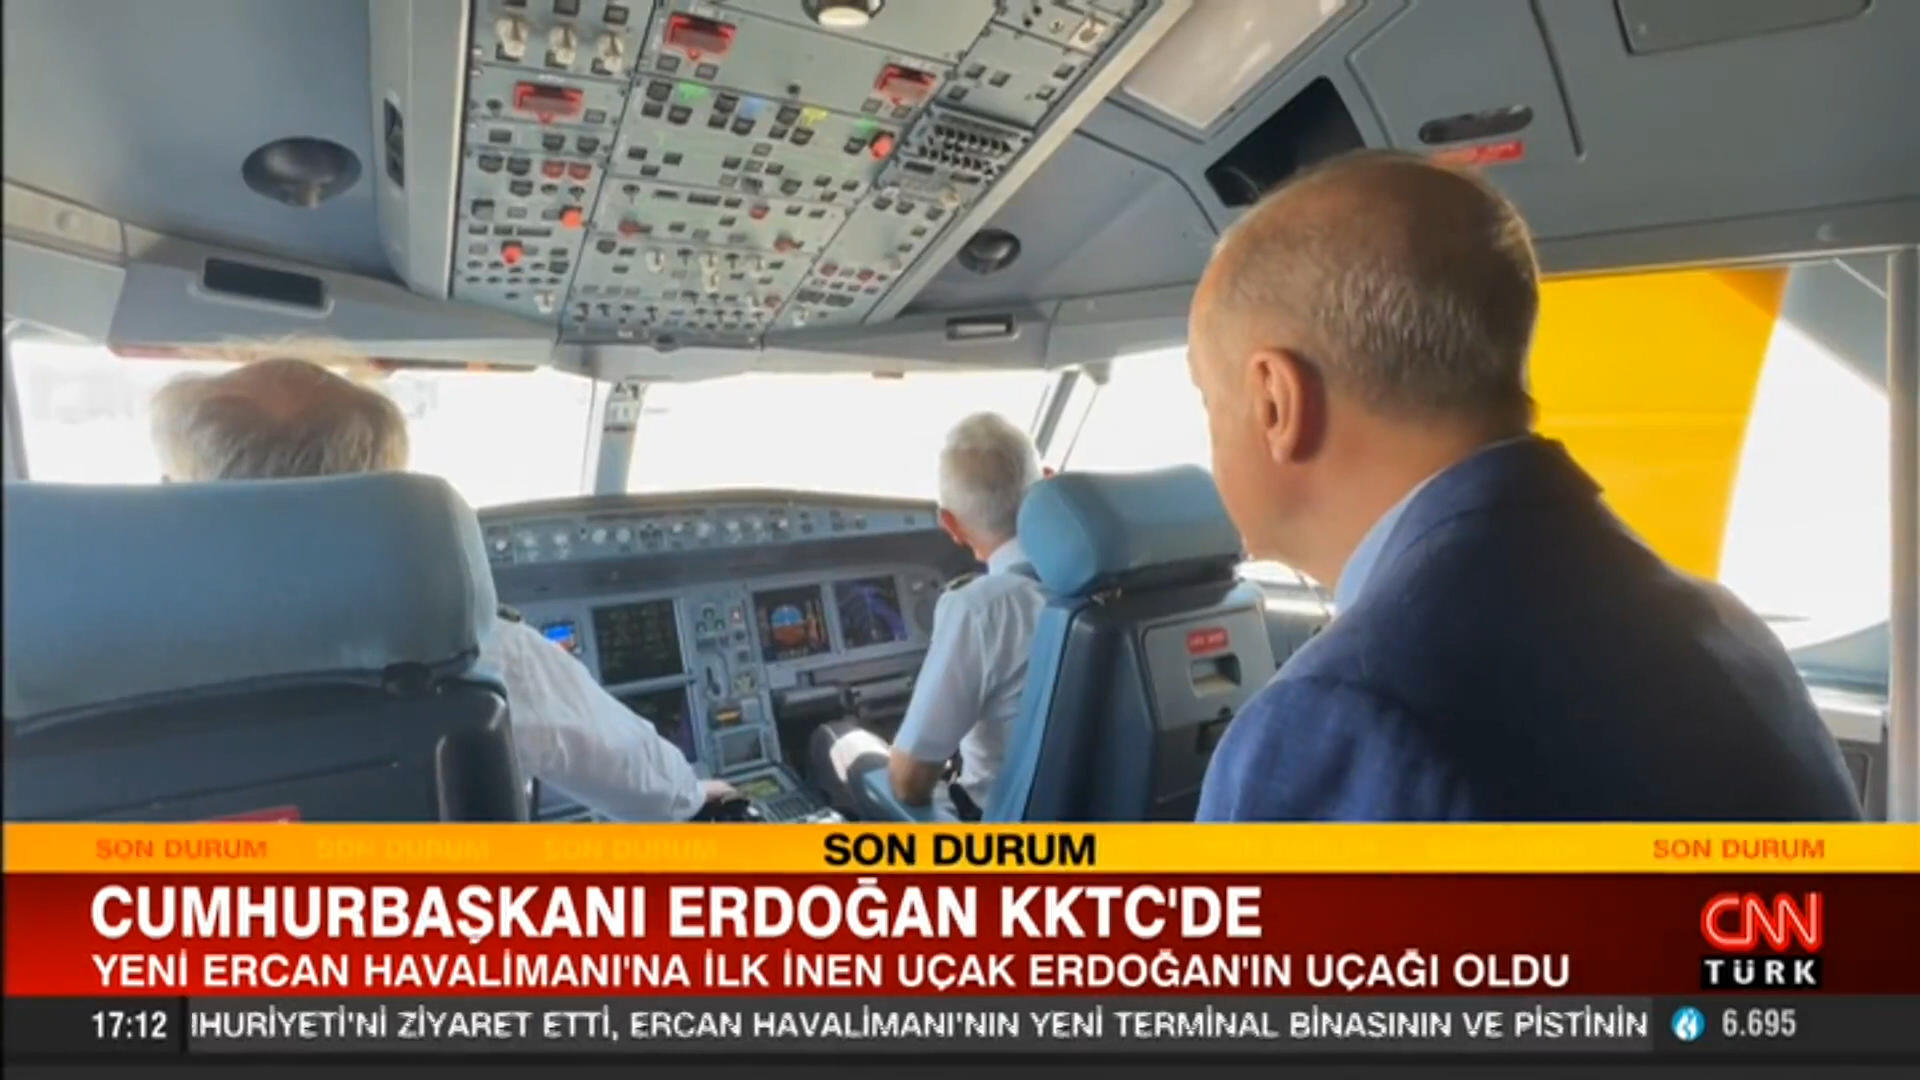 SON DURUM SON DURUM SON DURUM SON DURUM SON DURUM
CUMHURBAŞKANI ERDOĞAN KKTC'DE
YENİ ERCAN HAVALİMANI'NA İLK İNEN UÇAK ERDOĞAN'IN UÇAĞI OLDU
CNN
TÜRK
17:12 IHURİYETİ'Nİ ZİYARET ETTİ, ERCAN HAVALİMANI'NIN YENİ TERMİNAL BİNASININ VE PİSTİNİN 6.695